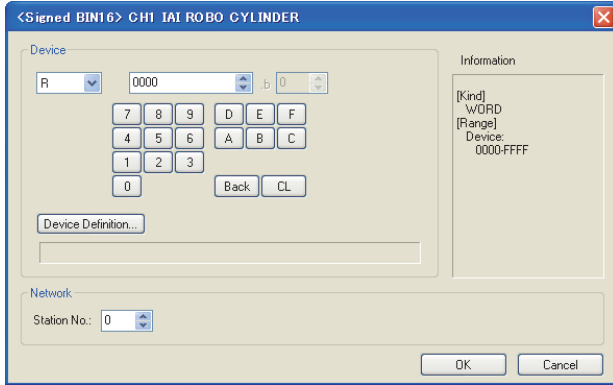 <Signed BIN16> CH1 IAI ROBO CYLINDER
Device
R 0000 .b 0
7 8 9 D E F
4 5 6 A B C
1 2 3
0 Back CL
Device Definition...
Information
[Kind]
WORD
[Range]
Device:
0000-FFFF
Network
Station No.: 0
OK Cancel